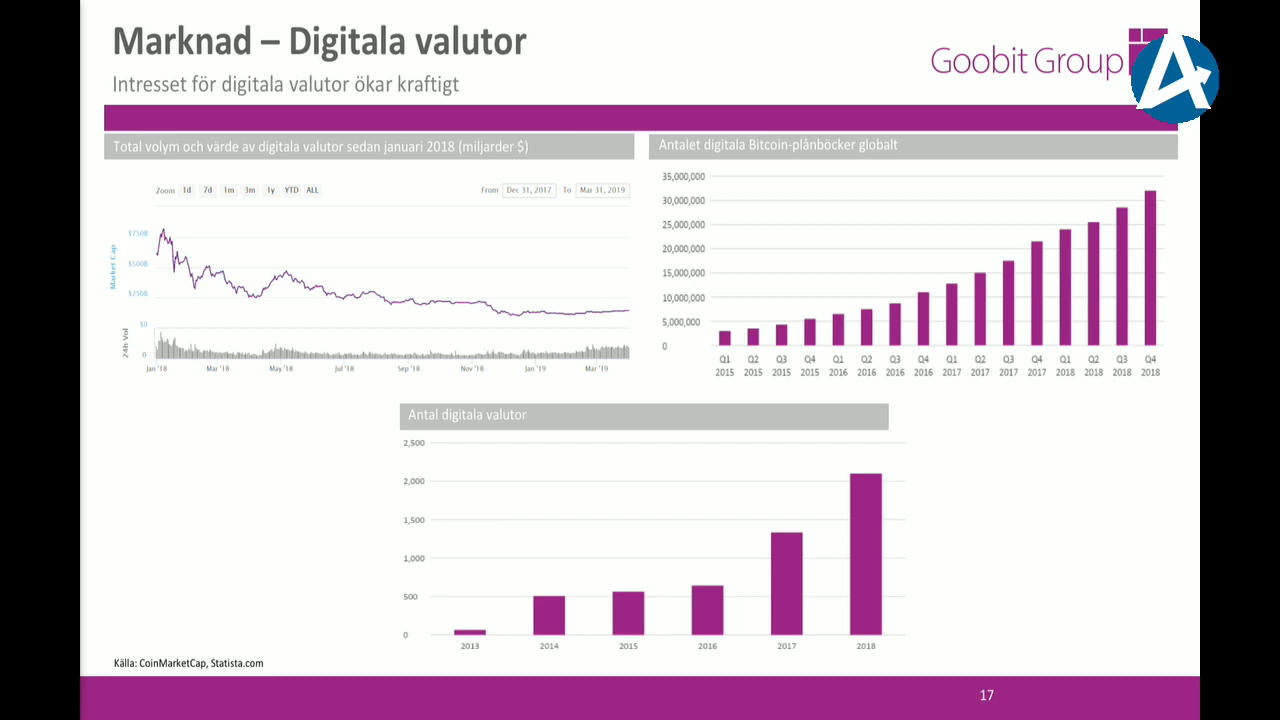 Marknad – Digitala valutor
Intresset för digitala valutor ökar kraftigt
Goobit Group
A
Total volym och värde av digitala valutor sedan januari 2018 (miljarder $)
Zoom 1d 7d 1m 3m 1y YTD ALL
From Dec 31, 2017 To Mar 31, 2019
Market Cap
$750B
$500B
$250B
$0
24h Vol
0
Jan '18 Mar '18 May '18 Jul '18 Sep '18 Nov '18 Jan '19 Mar '19
Antalet digitala Bitcoin-plånböcker globalt
35,000,000
30,000,000
25,000,000
20,000,000
15,000,000
10,000,000
5,000,000
0
Q1 Q2 Q3 Q4 Q1 Q2 Q3 Q4 Q1 Q2 Q3 Q4 Q1 Q2 Q3 Q4
2015 2015 2015 2015 2016 2016 2016 2016 2017 2017 2017 2017 2018 2018 2018 2018
Antal digitala valutor
2,500
2,000
1,500
1,000
500
0
2013 2014 2015 2016 2017 2018
Källa: CoinMarketCap, Statista.com
17